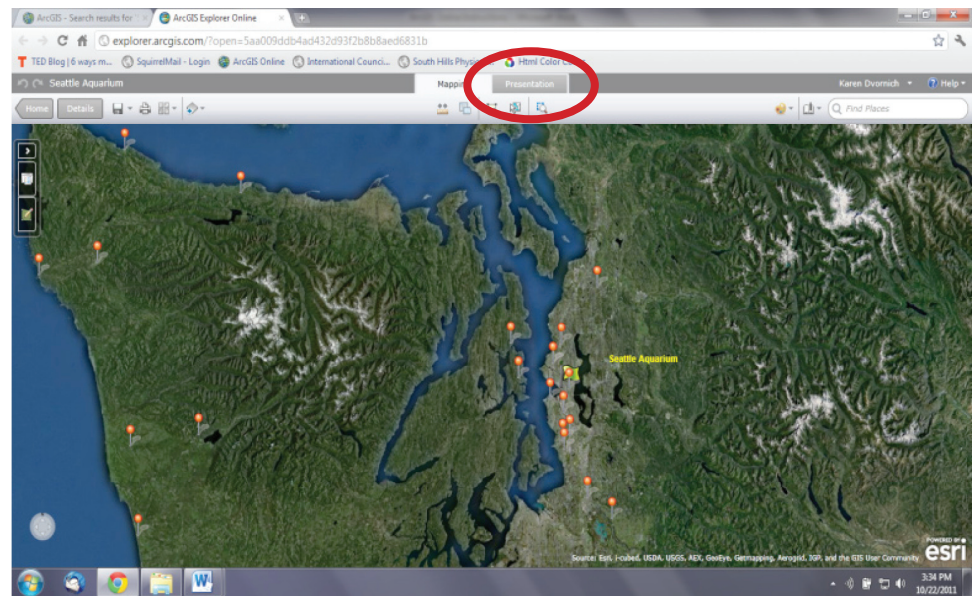 ArcGIS - Search results for
ArcGIS Explorer Online
explorer.arcgis.com/?open=5aa009ddb4ad432d93f2b8b8aed6831b
TED Blog | 6 ways m... SquirrelMail - Login ArcGIS Online International Counci... South Hills Physic... Html Color C
Seattle Aquarium Mappin Presentation Karen Dvornich Help
Home Details Find Places
Seattle Aquarium
POWERED BY
esri
Source: Esri, i-cubed, USDA, USGS, AEX, GeoEye, Getmapping, Aerogrid, IGP, and the GIS User Community
W
3:34 PM
10/22/2011